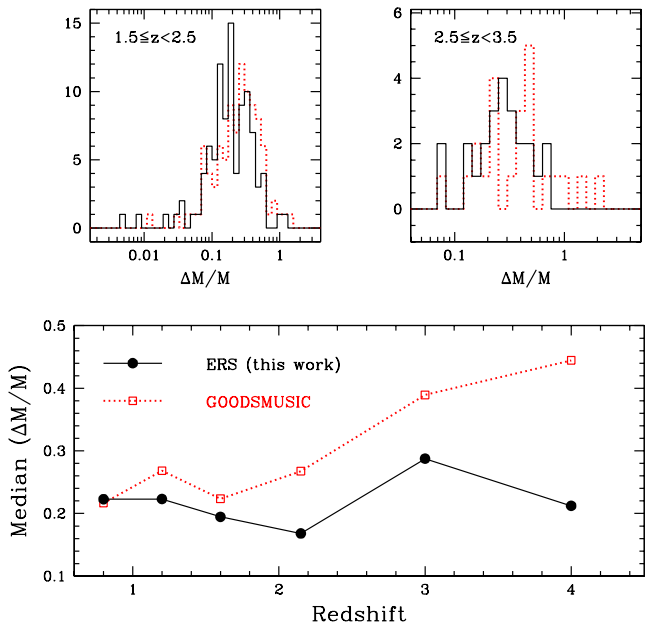 15
10
5
0
1.5≦z<2.5
0.01
0.1
1
ΔM/M
6
4
2
0
2.5≦z<3.5
0.1
1
ΔM/M
0.5
0.4
0.3
0.2
0.1
Median (ΔM/M)
ERS (this work)
GOODSMUSIC
1
2
3
4
Redshift